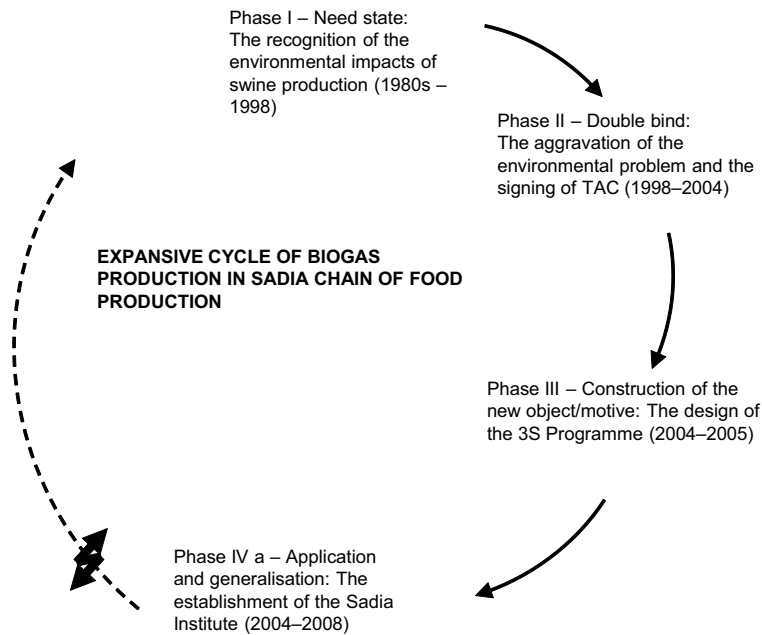 Phase I – Need state:
The recognition of the
environmental impacts of
swine production (1980s –
1998)
Phase II – Double bind:
The aggravation of the
environmental problem and the
signing of TAC (1998–2004)
EXPANSIVE CYCLE OF BIOGAS
PRODUCTION IN SADIA CHAIN OF FOOD
PRODUCTION
Phase III – Construction of the
new object/motive: The design of
the 3S Programme (2004–2005)
Phase IV a – Application
and generalisation: The
establishment of the Sadia
Institute (2004–2008)